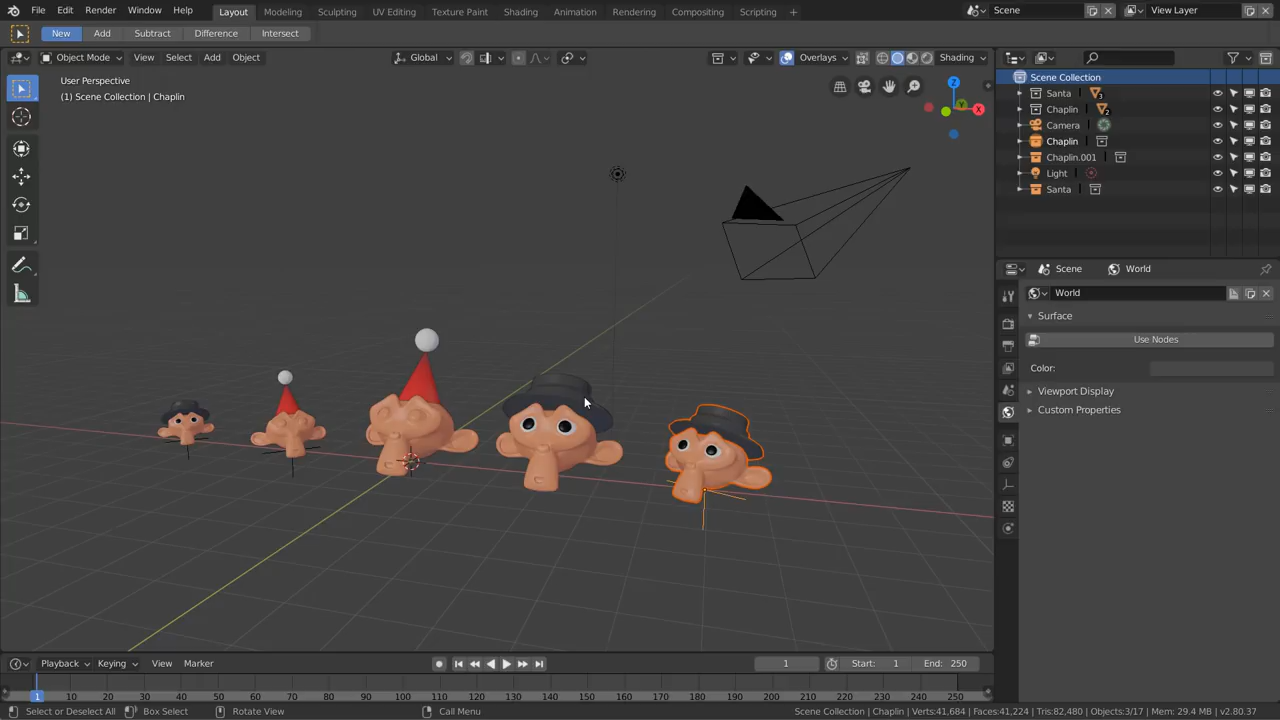 File Edit Render Window Help Layout Modeling Sculpting UV Editing Texture Paint Shading Animation Rendering Compositing Scripting + Scene View Layer
New Add Subtract Difference Intersect
Object Mode View Select Add Object Global Overlays Shading
User Perspective
(1) Scene Collection | Chaplin
Z
Y
X
Scene Collection
Santa 3
Chaplin 2
Camera
Chaplin
Chaplin.001
Light
Santa
Scene World
World
Surface
Use Nodes
Color:
Viewport Display
Custom Properties
Playback Keying View Marker 1 Start: 1 End: 250
1 10 20 30 40 50 60 70 80 90 100 110 120 130 140 150 160 170 180 190 200 210 220 230 240 250
Select or Deselect All Box Select Rotate View Call Menu Scene Collection | Chaplin | Verts:41,684 | Faces:41,224 | Tris:82,480 | Objects:3/17 | Mem: 29.4 MB | v2.80.37